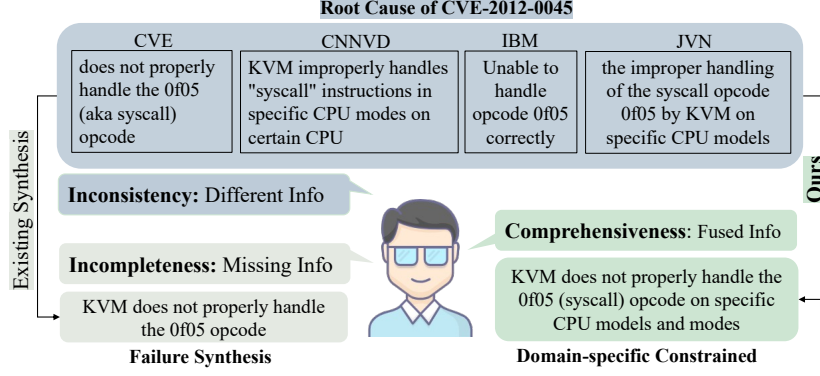 Root Cause of CVE-2012-0045
CVE
does not properly
handle the 0f05
(aka syscall)
opcode
CNNVD
KVM improperly handles
"syscall" instructions in
specific CPU modes on
certain CPU
IBM
Unable to
handle
opcode 0f05
correctly
JVN
the improper handling
of the syscall opcode
0f05 by KVM on
specific CPU models
Existing Synthesis
Ours
Inconsistency: Different Info
Incompleteness: Missing Info
KVM does not properly handle
the 0f05 opcode
Failure Synthesis
Comprehensiveness: Fused Info
KVM does not properly handle the
0f05 (syscall) opcode on specific
CPU models and modes
Domain-specific Constrained